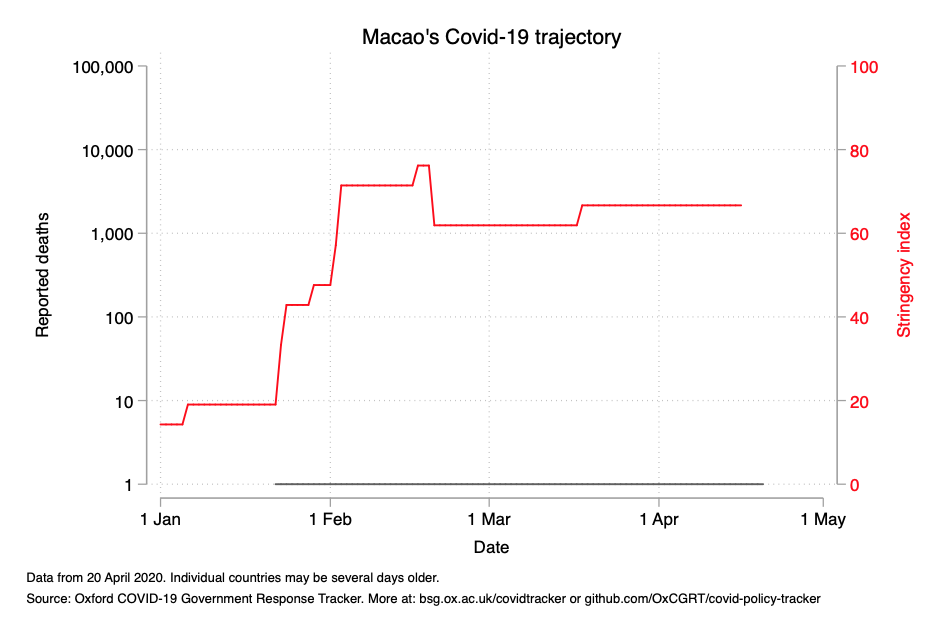 Macao's Covid-19 trajectory
100,000
10,000
1,000
100
10
1
Reported deaths
100
80
60
40
20
0
Stringency index
1 Jan
1 Feb
1 Mar
1 Apr
1 May
Date
Data from 20 April 2020. Individual countries may be several days older.
Source: Oxford COVID-19 Government Response Tracker. More at: bsg.ox.ac.uk/covidtracker or github.com/OxCGRT/covid-policy-tracker